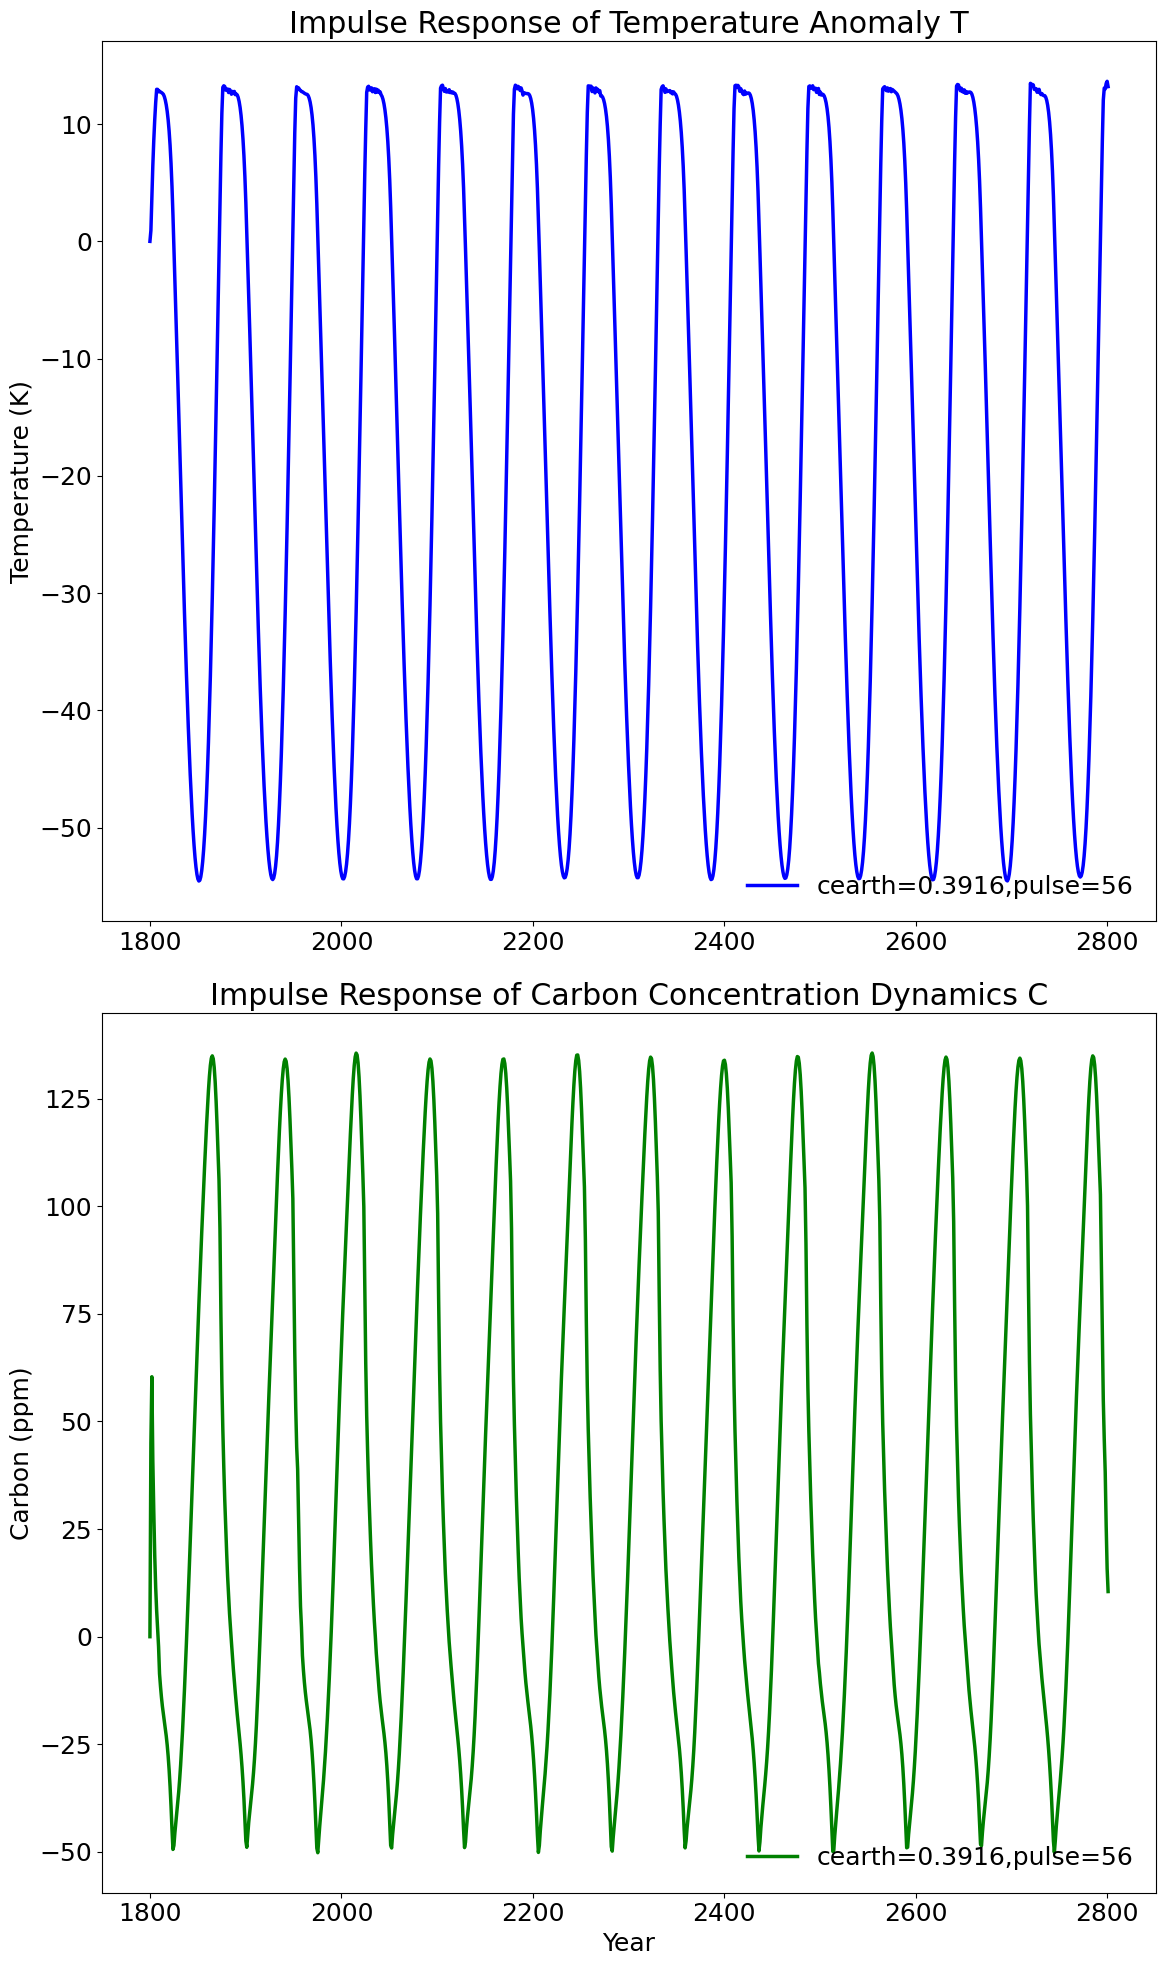 Impulse Response of Temperature Anomaly T
Temperature (K)
10
0
−10
−20
−30
−40
−50
1800 2000 2200 2400 2600 2800
cearth=0.3916,pulse=56
Impulse Response of Carbon Concentration Dynamics C
Carbon (ppm)
125
100
75
50
25
0
−25
−50
cearth=0.3916,pulse=56
1800 2000 2200 2400 2600 2800
Year